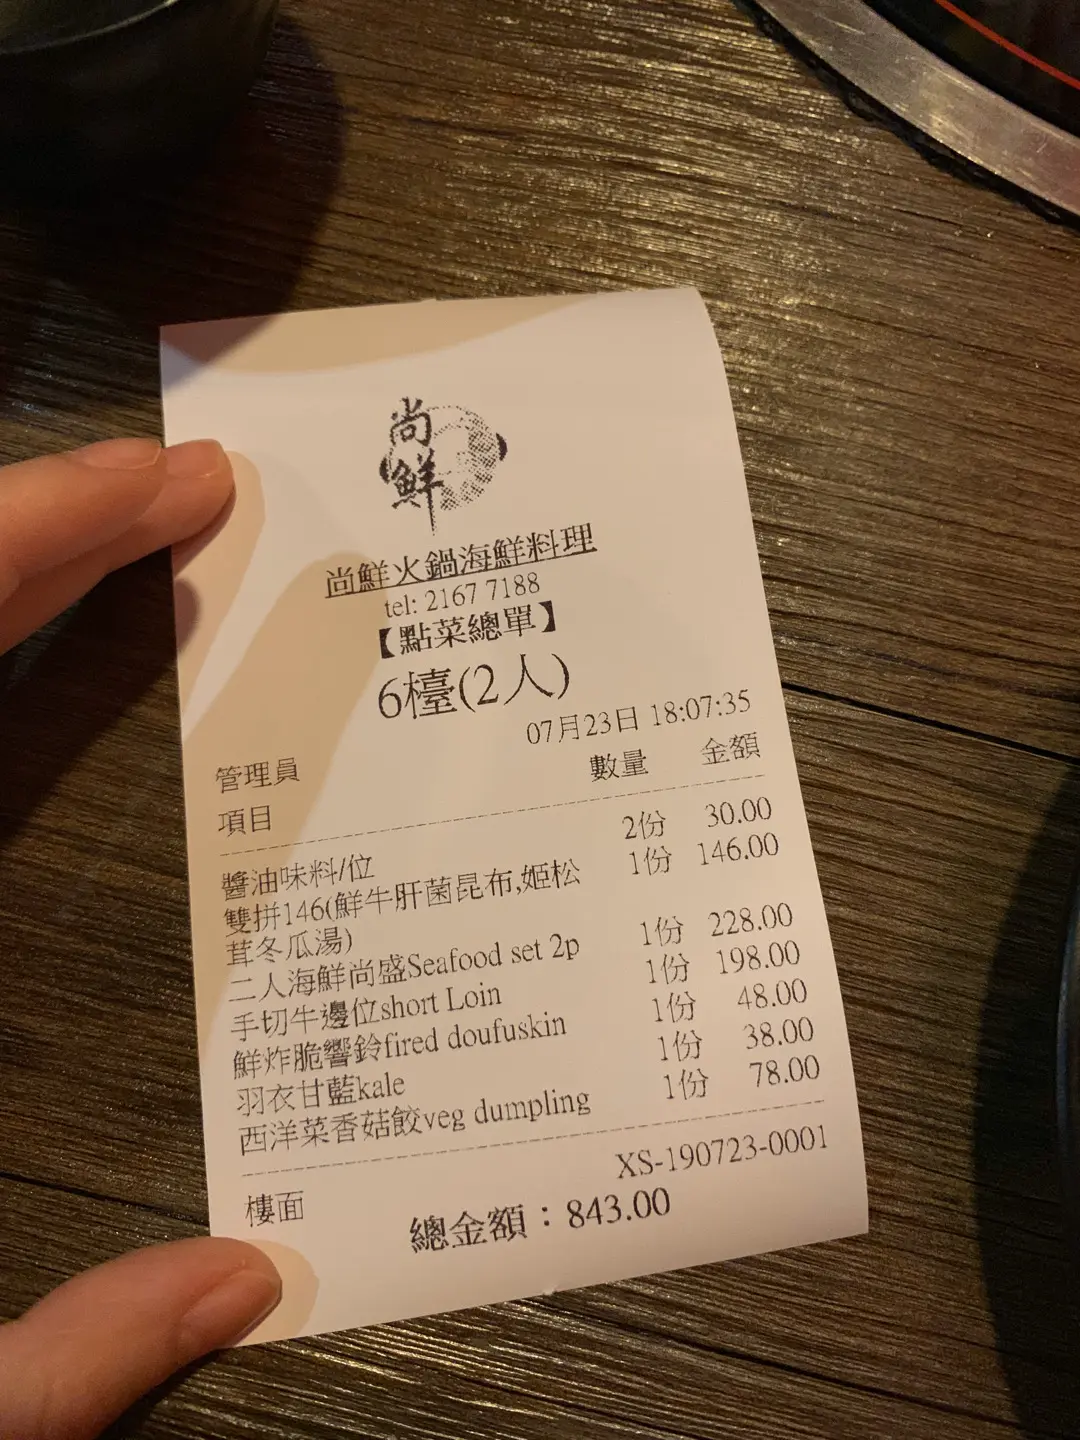 尚
鮮
尚鮮火鍋海鮮料理
tel: 2167 7188
【點菜總單】
6檯(2人)
07月23日 18:07:35
管理員
項目 數量 金額
醬油味料/位 2份 30.00
雙拼146(鮮牛肝菌昆布,姬松 1份 146.00
茸冬瓜湯)
二人海鮮尚盛Seafood set 2p 1份 228.00
手切牛邊位short Loin 1份 198.00
鮮炸脆響鈴fired doufuskin 1份 48.00
羽衣甘藍kale 1份 38.00
西洋菜香菇餃veg dumpling 1份 78.00
樓面 XS-190723-0001
總金額：843.00